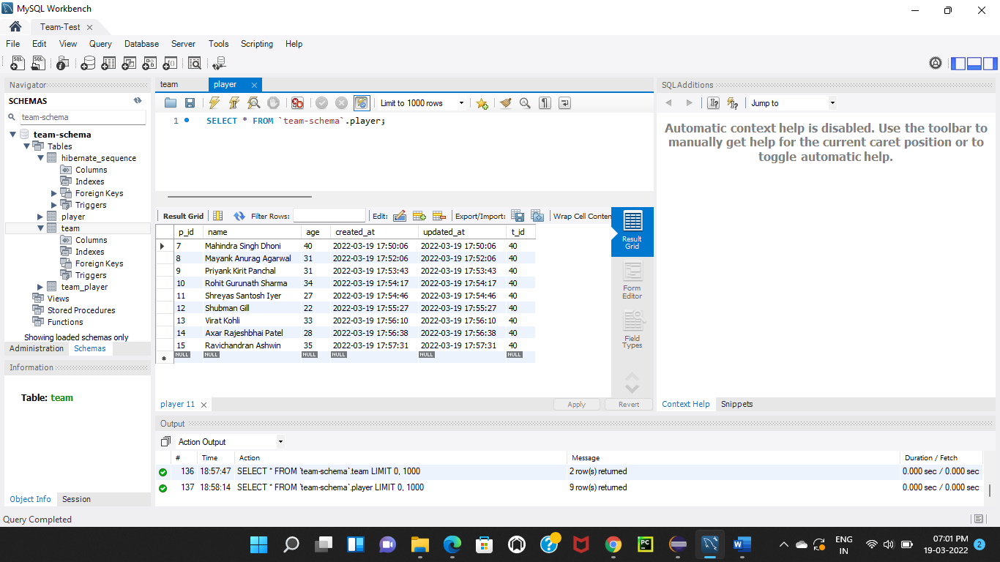 MySQL Workbench
Team-Test
File Edit View Query Database Server Tools Scripting Help
Navigator
SCHEMAS
team-schema
team-schema
Tables
hibernate_sequence
Columns
Indexes
Foreign Keys
Triggers
player
team
Columns
Indexes
Foreign Keys
Triggers
team_player
Views
Stored Procedures
Functions
Showing loaded schemas only
Administration Schemas
Information
Table: team
Object Info Session
team player
Limit to 1000 rows
1 SELECT * FROM `team-schema`.player;
Result Grid Filter Rows: Edit: Export/Import: Wrap Cell Conten
p_id name age created_at updated_at t_id
7 Mahindra Singh Dhoni 40 2022-03-19 17:50:06 2022-03-19 17:50:06 40
8 Mayank Anurag Agarwal 31 2022-03-19 17:52:06 2022-03-19 17:52:06 40
9 Priyank Kirit Panchal 31 2022-03-19 17:53:43 2022-03-19 17:53:43 40
10 Rohit Gurunath Sharma 34 2022-03-19 17:54:17 2022-03-19 17:54:17 40
11 Shreyas Santosh Iyer 27 2022-03-19 17:54:46 2022-03-19 17:54:46 40
12 Shubman Gill 22 2022-03-19 17:55:27 2022-03-19 17:55:27 40
13 Virat Kohli 33 2022-03-19 17:56:10 2022-03-19 17:56:10 40
14 Axar Rajeshbhai Patel 28 2022-03-19 17:56:38 2022-03-19 17:56:38 40
15 Ravichandran Ashwin 35 2022-03-19 17:57:31 2022-03-19 17:57:31 40
NULL NULL NULL NULL NULL NULL
Result
Grid
Form
Editor
Field
Types
player 11 Apply Revert
SQLAdditions
Jump to
Automatic context help is disabled. Use the toolbar to
manually get help for the current caret position or to
toggle automatic help.
Context Help Snippets
Output
Action Output
# Time Action Message Duration / Fetch
136 18:57:47 SELECT * FROM `team-schema`.team LIMIT 0, 1000 2 row(s) returned 0.000 sec / 0.000 sec
137 18:58:14 SELECT * FROM `team-schema`.player LIMIT 0, 1000 9 row(s) returned 0.000 sec / 0.000 sec
Query Completed
PC
W
ENG
IN
07:01 PM
19-03-2022
2